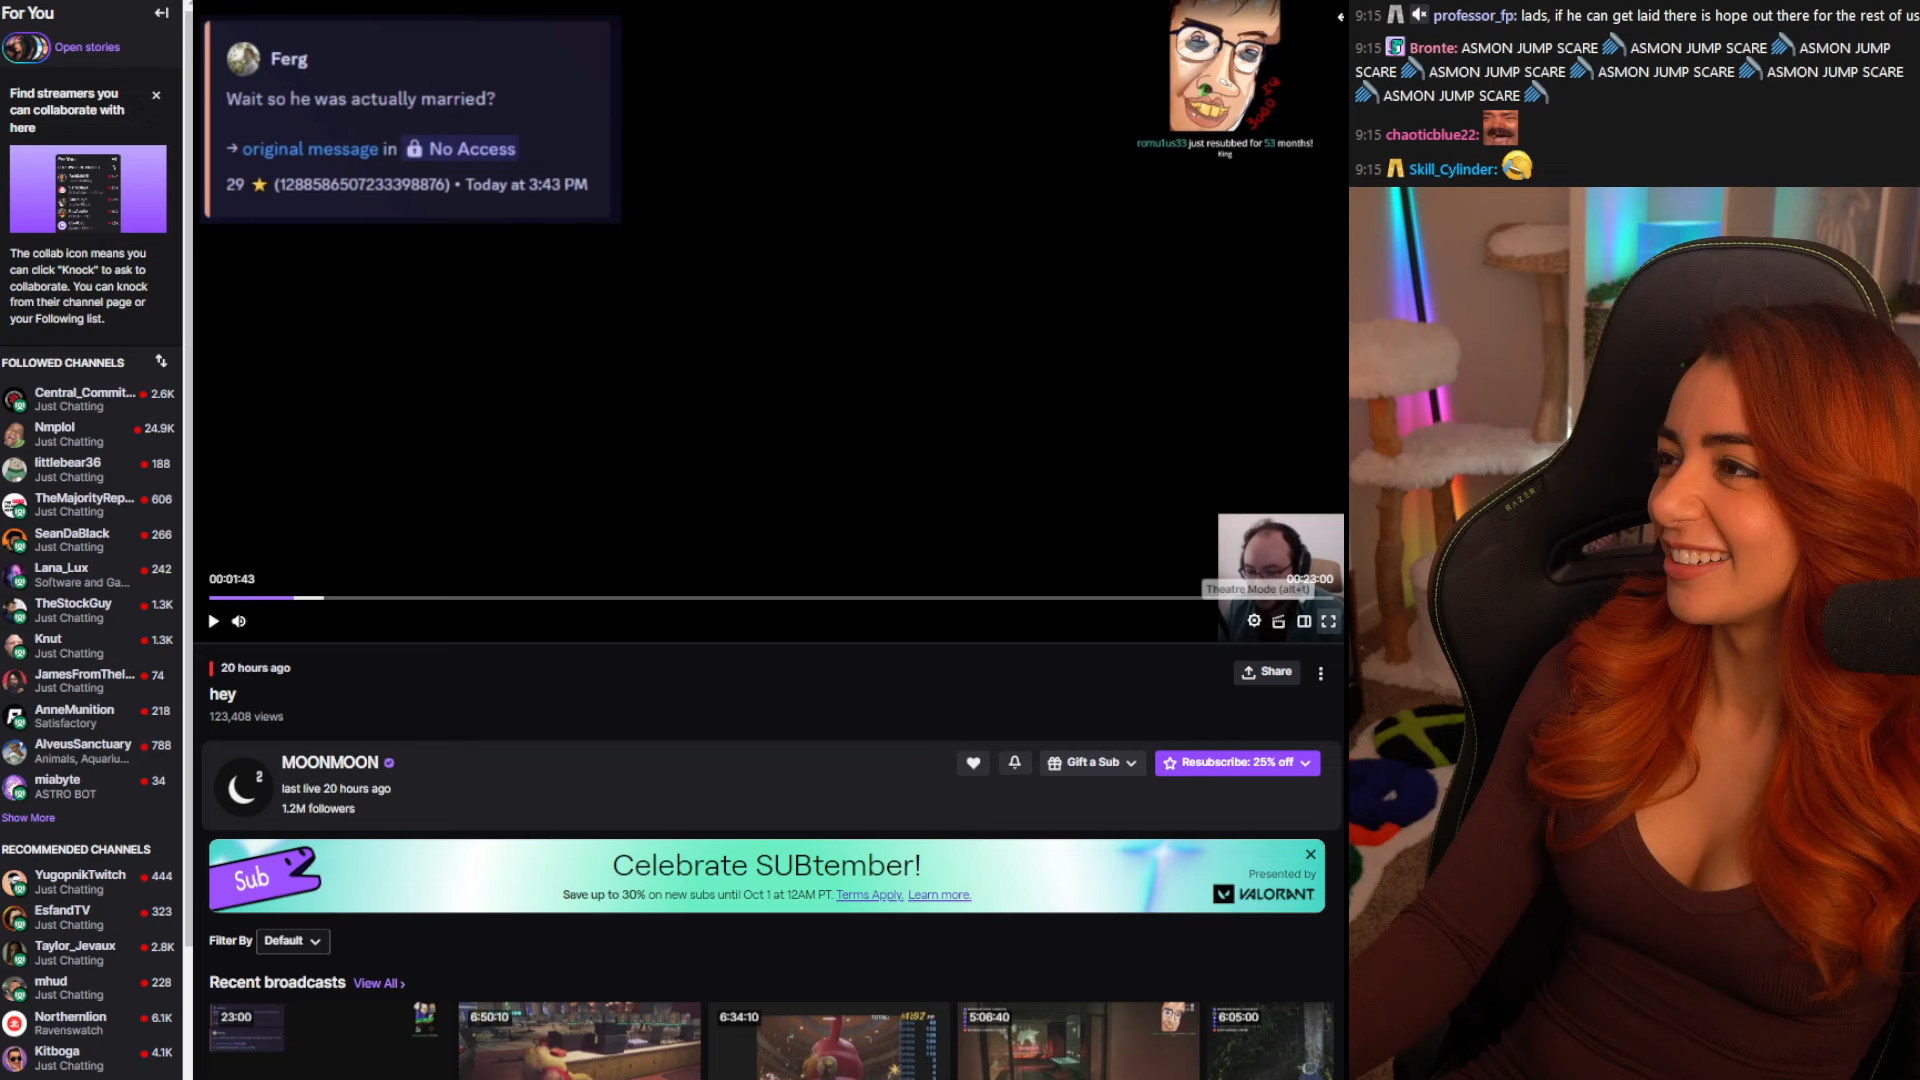 For You
Open stories
Find streamers you
can collaborate with
here
The collab icon means you
can click "Knock" to ask to
collaborate. You can knock
from their channel page or
your Following list.
FOLLOWED CHANNELS
Central_Commit... 2.6K
Just Chatting
Nmplol 24.9K
Just Chatting
littlebear36 188
Just Chatting
TheMajorityRep... 606
Just Chatting
SeanDaBlack 266
Just Chatting
Lana_Lux 242
Software and Ga...
TheStockGuy 1.3K
Just Chatting
Knut 1.3K
Just Chatting
JamesFromTheI... 74
Just Chatting
AnneMunition 218
Satisfactory
AlveusSanctuary 788
Animals, Aquariu...
miabyte 34
ASTRO BOT
Show More
RECOMMENDED CHANNELS
YugopnikTwitch 444
Just Chatting
EsfandTV 323
Just Chatting
Taylor_Jevaux 2.8K
Just Chatting
mhud 228
Just Chatting
Northernlion 6.1K
Ravenswatch
Kitboga 4.1K
Just Chatting
Ferg
Wait so he was actually married?
→ original message in No Access
29 ⭐ (1288586507233398876) • Today at 3:43 PM
3000 IQ
romu1us33 just resubbed for 53 months!
King
00:01:43
00:23:00
Theatre Mode (alt+t)
20 hours ago
hey
123,408 views
Share
MOONMOON
2
last live 20 hours ago
1.2M followers
Gift a Sub
Resubscribe: 25% off
Sub
Celebrate SUBtember!
Save up to 30% on new subs until Oct 1 at 12AM PT. Terms Apply. Learn more.
Presented by
VALORANT
Filter By Default
Recent broadcasts View All
23:00
6:50:10
6:34:10
5:06:40
6:05:00
9:15 professor_fp: lads, if he can get laid there is hope out there for the rest of us
9:15 Bronte: ASMON JUMP SCARE ASMON JUMP SCARE ASMON JUMP
SCARE ASMON JUMP SCARE ASMON JUMP SCARE ASMON JUMP SCARE
ASMON JUMP SCARE
9:15 chaoticblue22:
9:15 Skill_Cylinder: 😂
RAZER